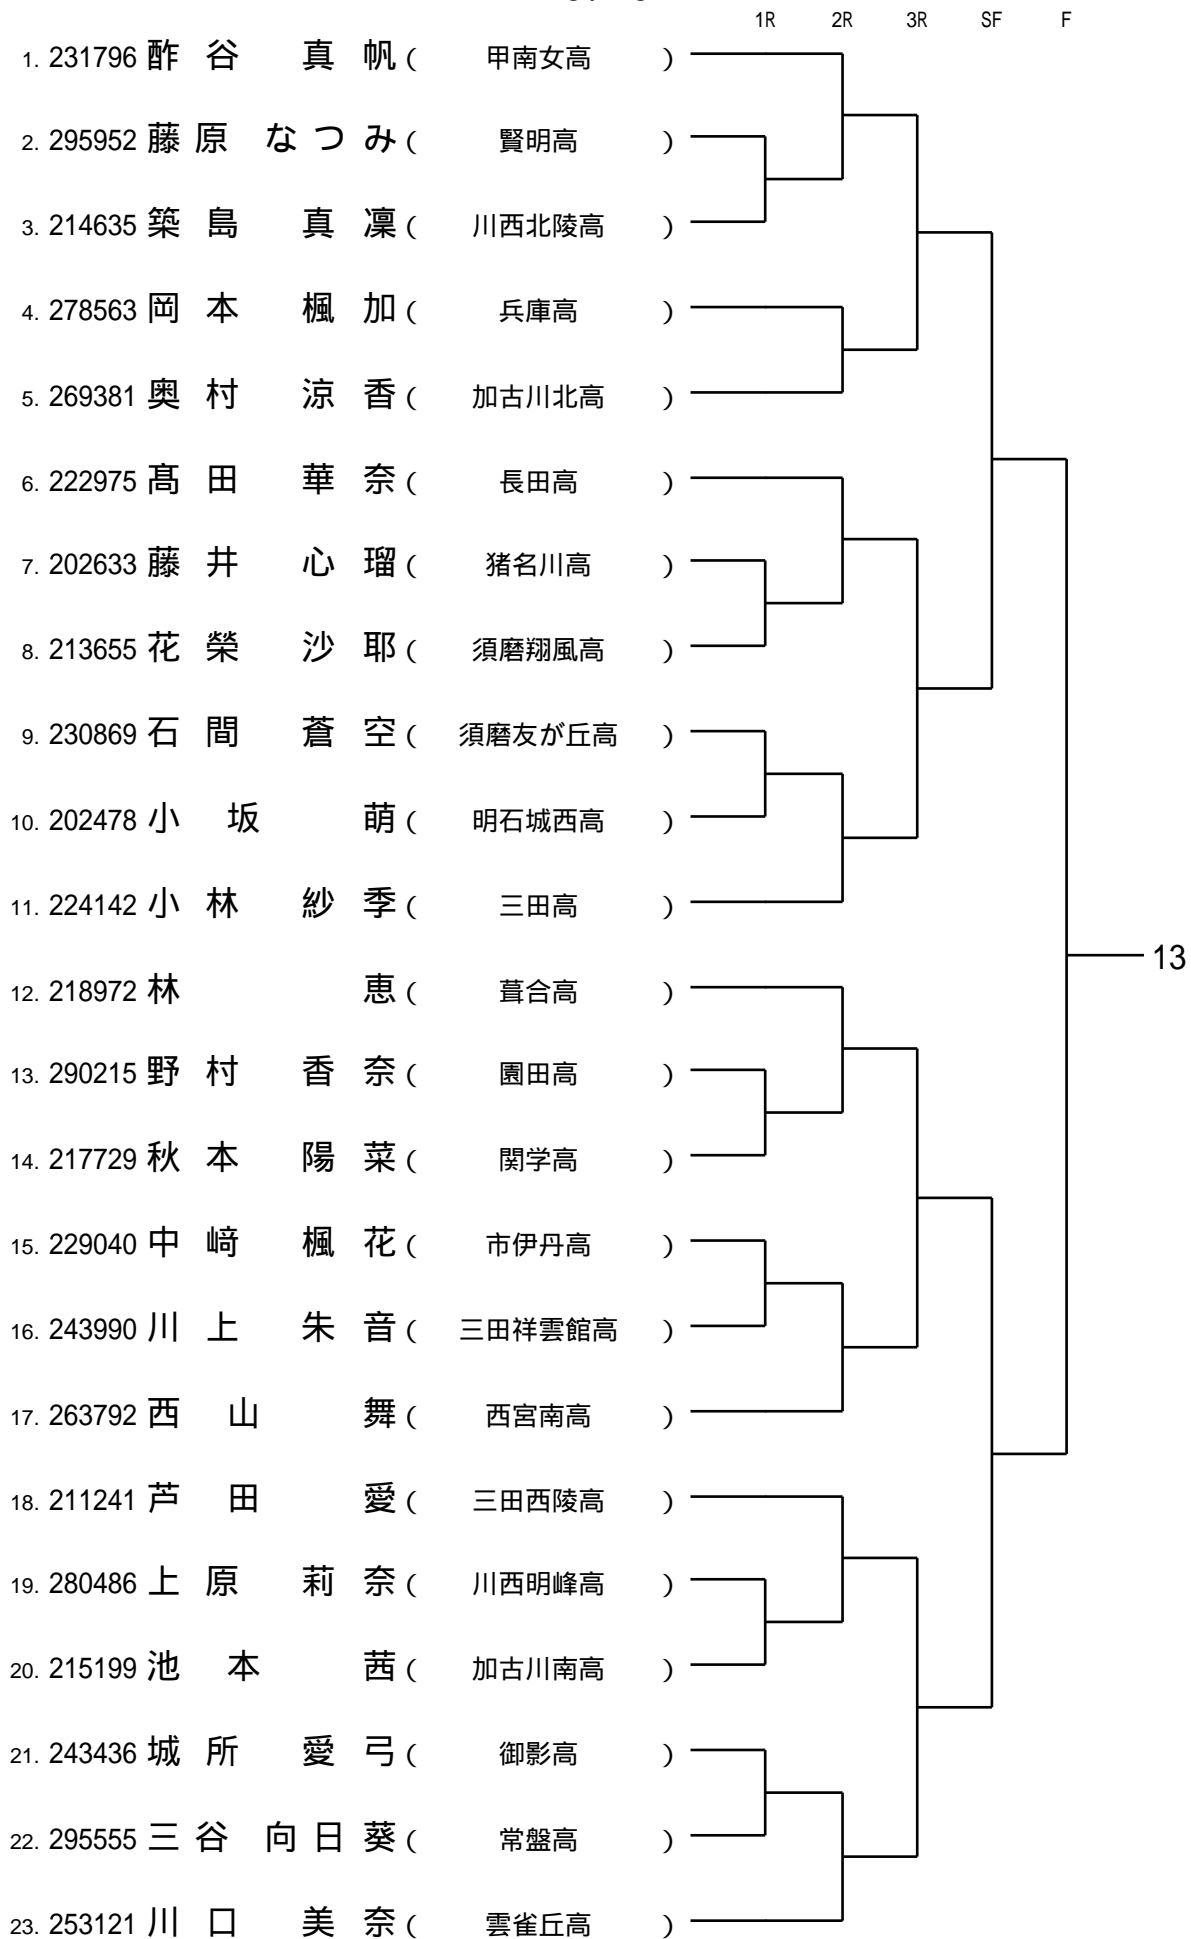 1R 2R 3R SF F
1. 231796 酢谷 真帆 ( 甲南女高 )
2. 295952 藤原 なつみ ( 賢明高 )
3. 214635 築島 真凜 ( 川西北陵高 )
4. 278563 岡本 楓加 ( 兵庫高 )
5. 269381 奥村 涼香 ( 加古川北高 )
6. 222975 髙田 華奈 ( 長田高 )
7. 202633 藤井 心瑠 ( 猪名川高 )
8. 213655 花榮 沙耶 ( 須磨翔風高 )
9. 230869 石間 蒼空 ( 須磨友が丘高 )
10. 202478 小坂 萌 ( 明石城西高 )
11. 224142 小林 紗季 ( 三田高 )
12. 218972 林 恵 ( 葺合高 )
13
13. 290215 野村 香奈 ( 園田高 )
14. 217729 秋本 陽菜 ( 関学高 )
15. 229040 中﨑 楓花 ( 市伊丹高 )
16. 243990 川上 朱音 ( 三田祥雲館高 )
17. 263792 西山 舞 ( 西宮南高 )
18. 211241 芦田 愛 ( 三田西陵高 )
19. 280486 上原 莉奈 ( 川西明峰高 )
20. 215199 池本 茜 ( 加古川南高 )
21. 243436 城所 愛弓 ( 御影高 )
22. 295555 三谷 向日葵 ( 常盤高 )
23. 253121 川口 美奈 ( 雲雀丘高 )